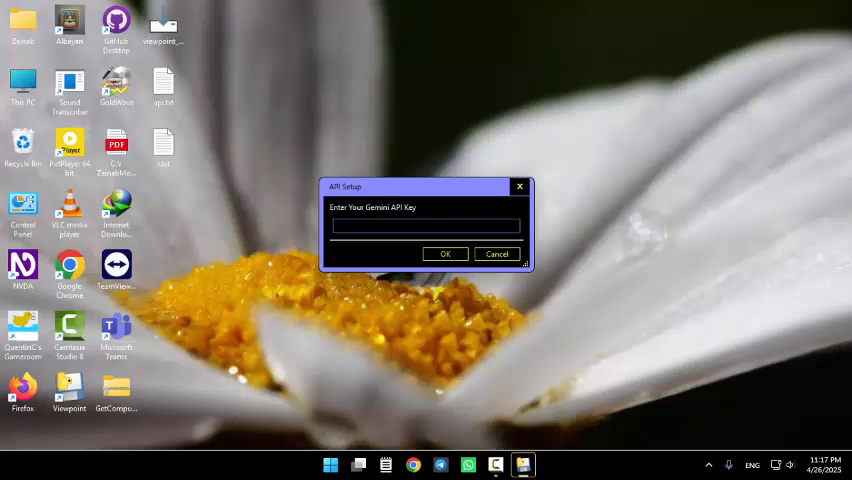 Zeinab
Albayan
GitHub
Desktop
viewpoint_...
This PC
Sound
Transcriber
GoldWave
api.txt
Recycle Bin
PotPlayer 64
bit
C.V
ZeinabMo...
r.txt
Control
Panel
VLC media
player
Internet
Downlo...
NVDA
Google
Chrome
TeamView...
QuentinC's
Gameroom
Camtasia
Studio 8
Microsoft
Teams
Firefox
Viewpoint
GetCompu...
API Setup
Enter Your Gemini API Key
OK
Cancel
ENG
11:17 PM
4/26/2025